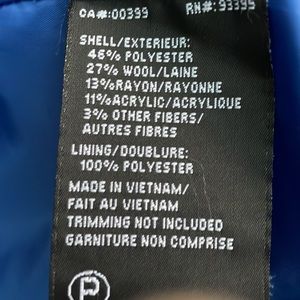 CA#:00399 RN#:93395
SHELL/EXTERIEUR:
46% POLYESTER
27% WOOL/LAINE
13%RAYON/RAYONNE
11%ACRYLIC/ACRYLIQUE
3% OTHER FIBERS/
AUTRES FIBRES
LINING/DOUBLURE:
100% POLYESTER
MADE IN VIETNAM/
FAIT AU VIETNAM
TRIMMING NOT INCLUDED
GARNITURE NON COMPRISE
P